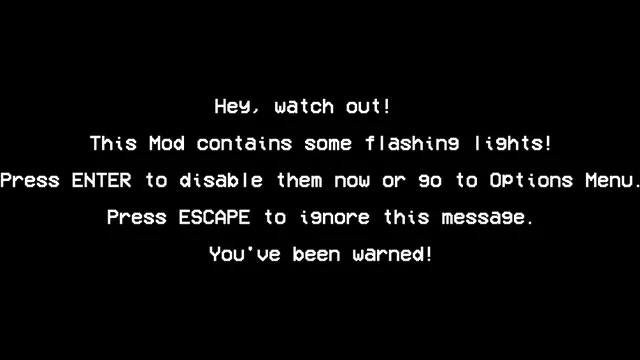 Hey, watch out!
This Mod contains some flashing lights!
Press ENTER to disable them now or go to Options Menu.
Press ESCAPE to ignore this message.
You've been warned!